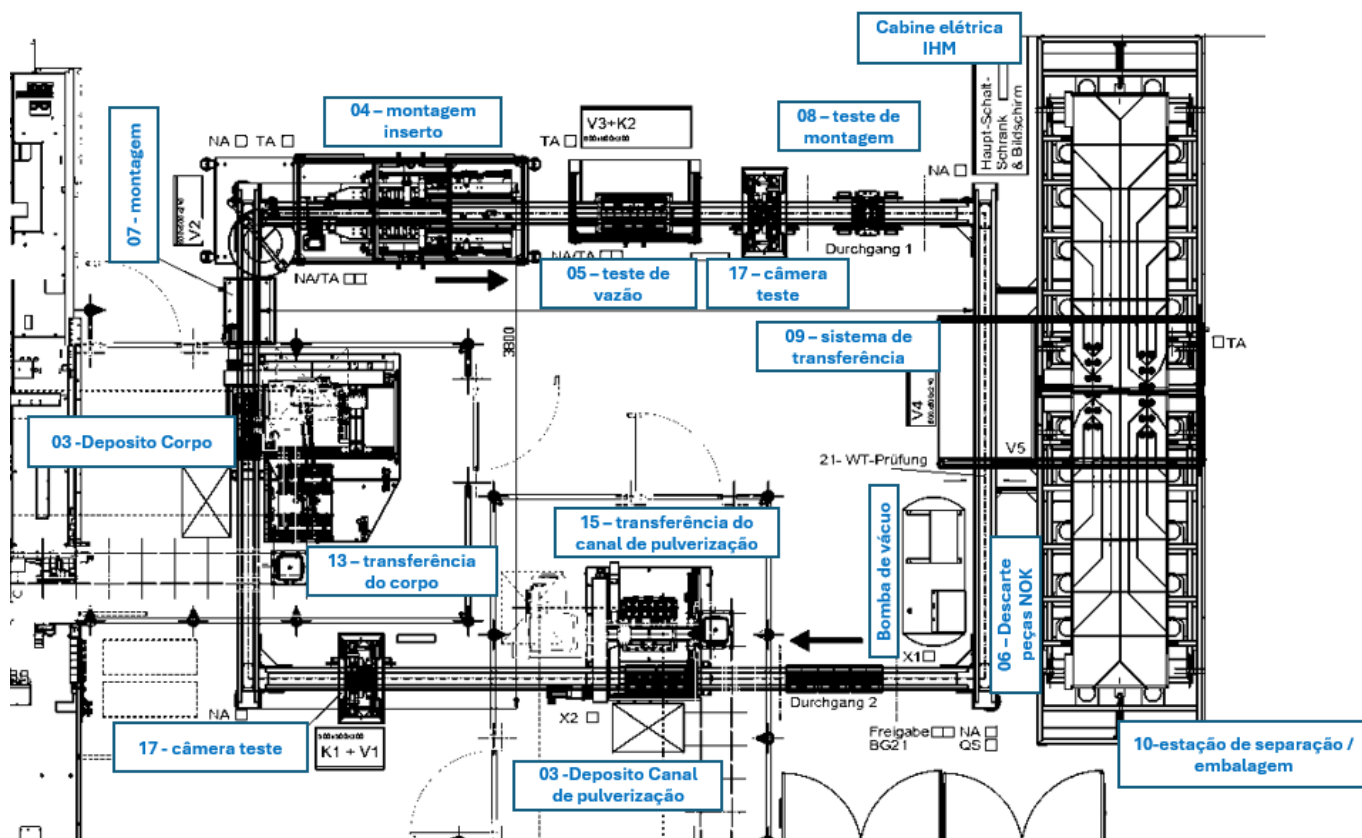 Cabine elétrica
IHM
04 – montagem
inserto
V3+K2
08 – teste de
montagem
Haupt-Schalt-
Schrank
& Bildschirm
NA
TA
TA
NA
07 - montagem
V2
NA/TA
NA/TA
05 – teste de
vazão
17 – câmera
teste
Durchgang 1
3800
09 – sistema de
transferência
TA
V4
03 -Deposito Corpo
21- WT-Prüfung
V5
15 – transferência do
canal de pulverização
13 – transferência
do corpo
Bomba de vácuo
06 – Descarte
peças NOK
X1
NA
X2
Durchgang 2
17 - câmera teste
K1 + V1
Freigabe
NA
BG21
QS
03 -Deposito Canal
de pulverização
10-estação de separação /
embalagem